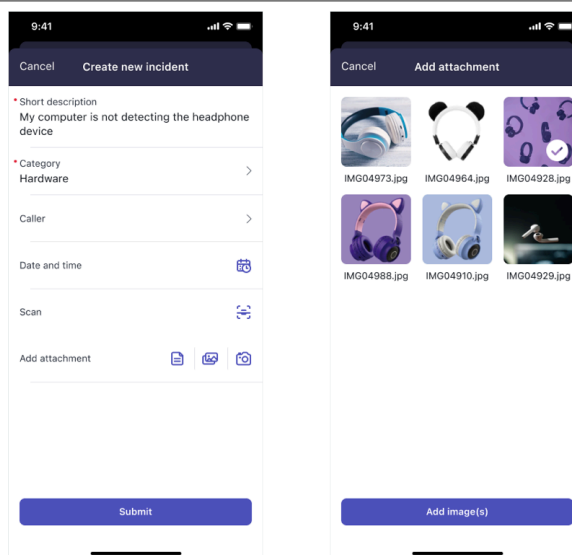 9:41
Cancel
Create new incident
* Short description
My computer is not detecting the headphone
device
* Category
Hardware
Caller
Date and time
Scan
Add attachment
Submit
9:41
Cancel
Add attachment
IMG04973.jpg
IMG04964.jpg
IMG04928.jpg
IMG04988.jpg
IMG04910.jpg
IMG04929.jpg
Add image(s)